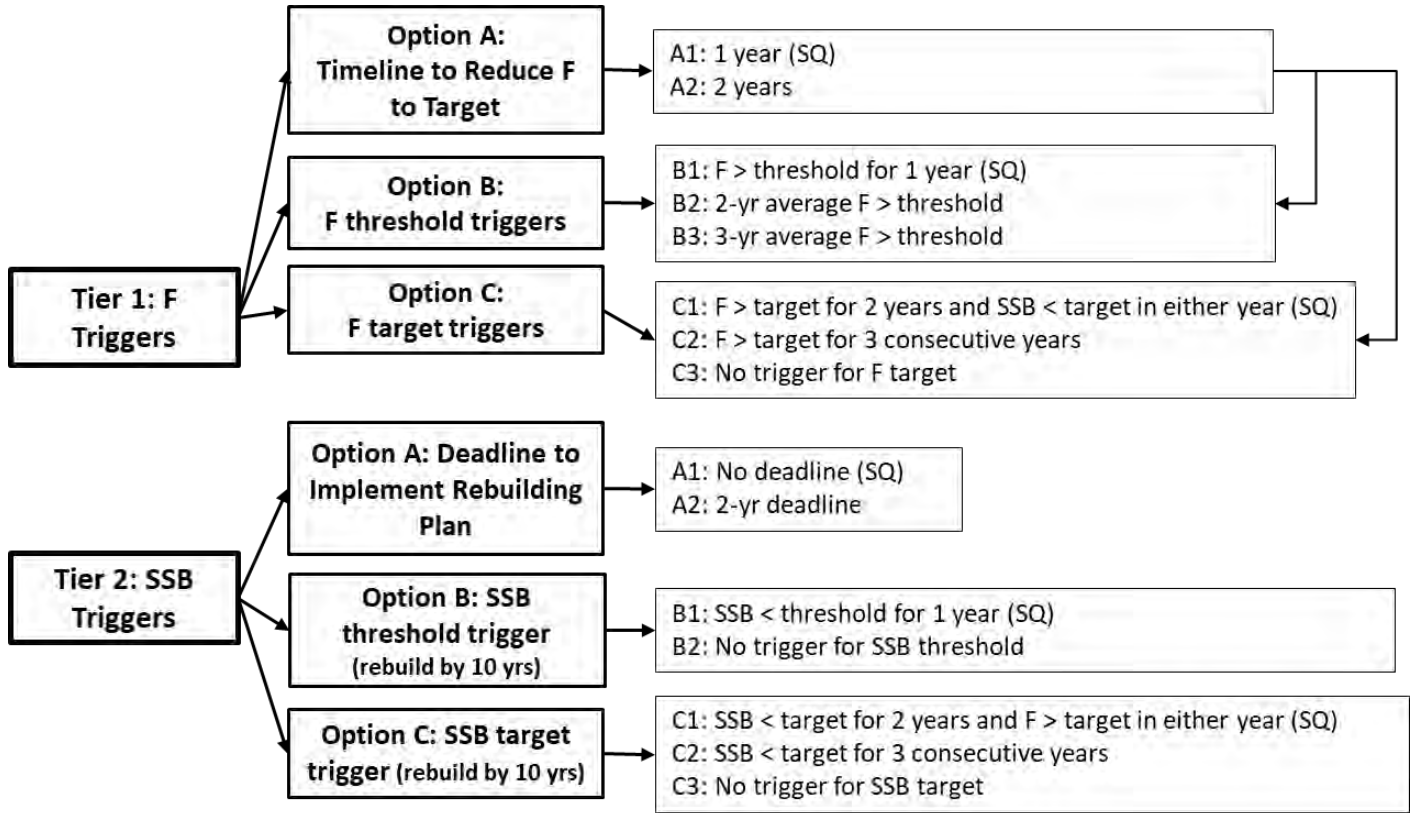 Tier 1: F
Triggers
Option A:
Timeline to Reduce F
to Target
A1: 1 year (SQ)
A2: 2 years
Option B:
F threshold triggers
B1: F > threshold for 1 year (SQ)
B2: 2-yr average F > threshold
B3: 3-yr average F > threshold
Option C:
F target triggers
C1: F > target for 2 years and SSB < target in either year (SQ)
C2: F > target for 3 consecutive years
C3: No trigger for F target
Tier 2: SSB
Triggers
Option A: Deadline to
Implement Rebuilding
Plan
A1: No deadline (SQ)
A2: 2-yr deadline
Option B: SSB
threshold trigger
(rebuild by 10 yrs)
B1: SSB < threshold for 1 year (SQ)
B2: No trigger for SSB threshold
Option C: SSB target
trigger (rebuild by 10 yrs)
C1: SSB < target for 2 years and F > target in either year (SQ)
C2: SSB < target for 3 consecutive years
C3: No trigger for SSB target